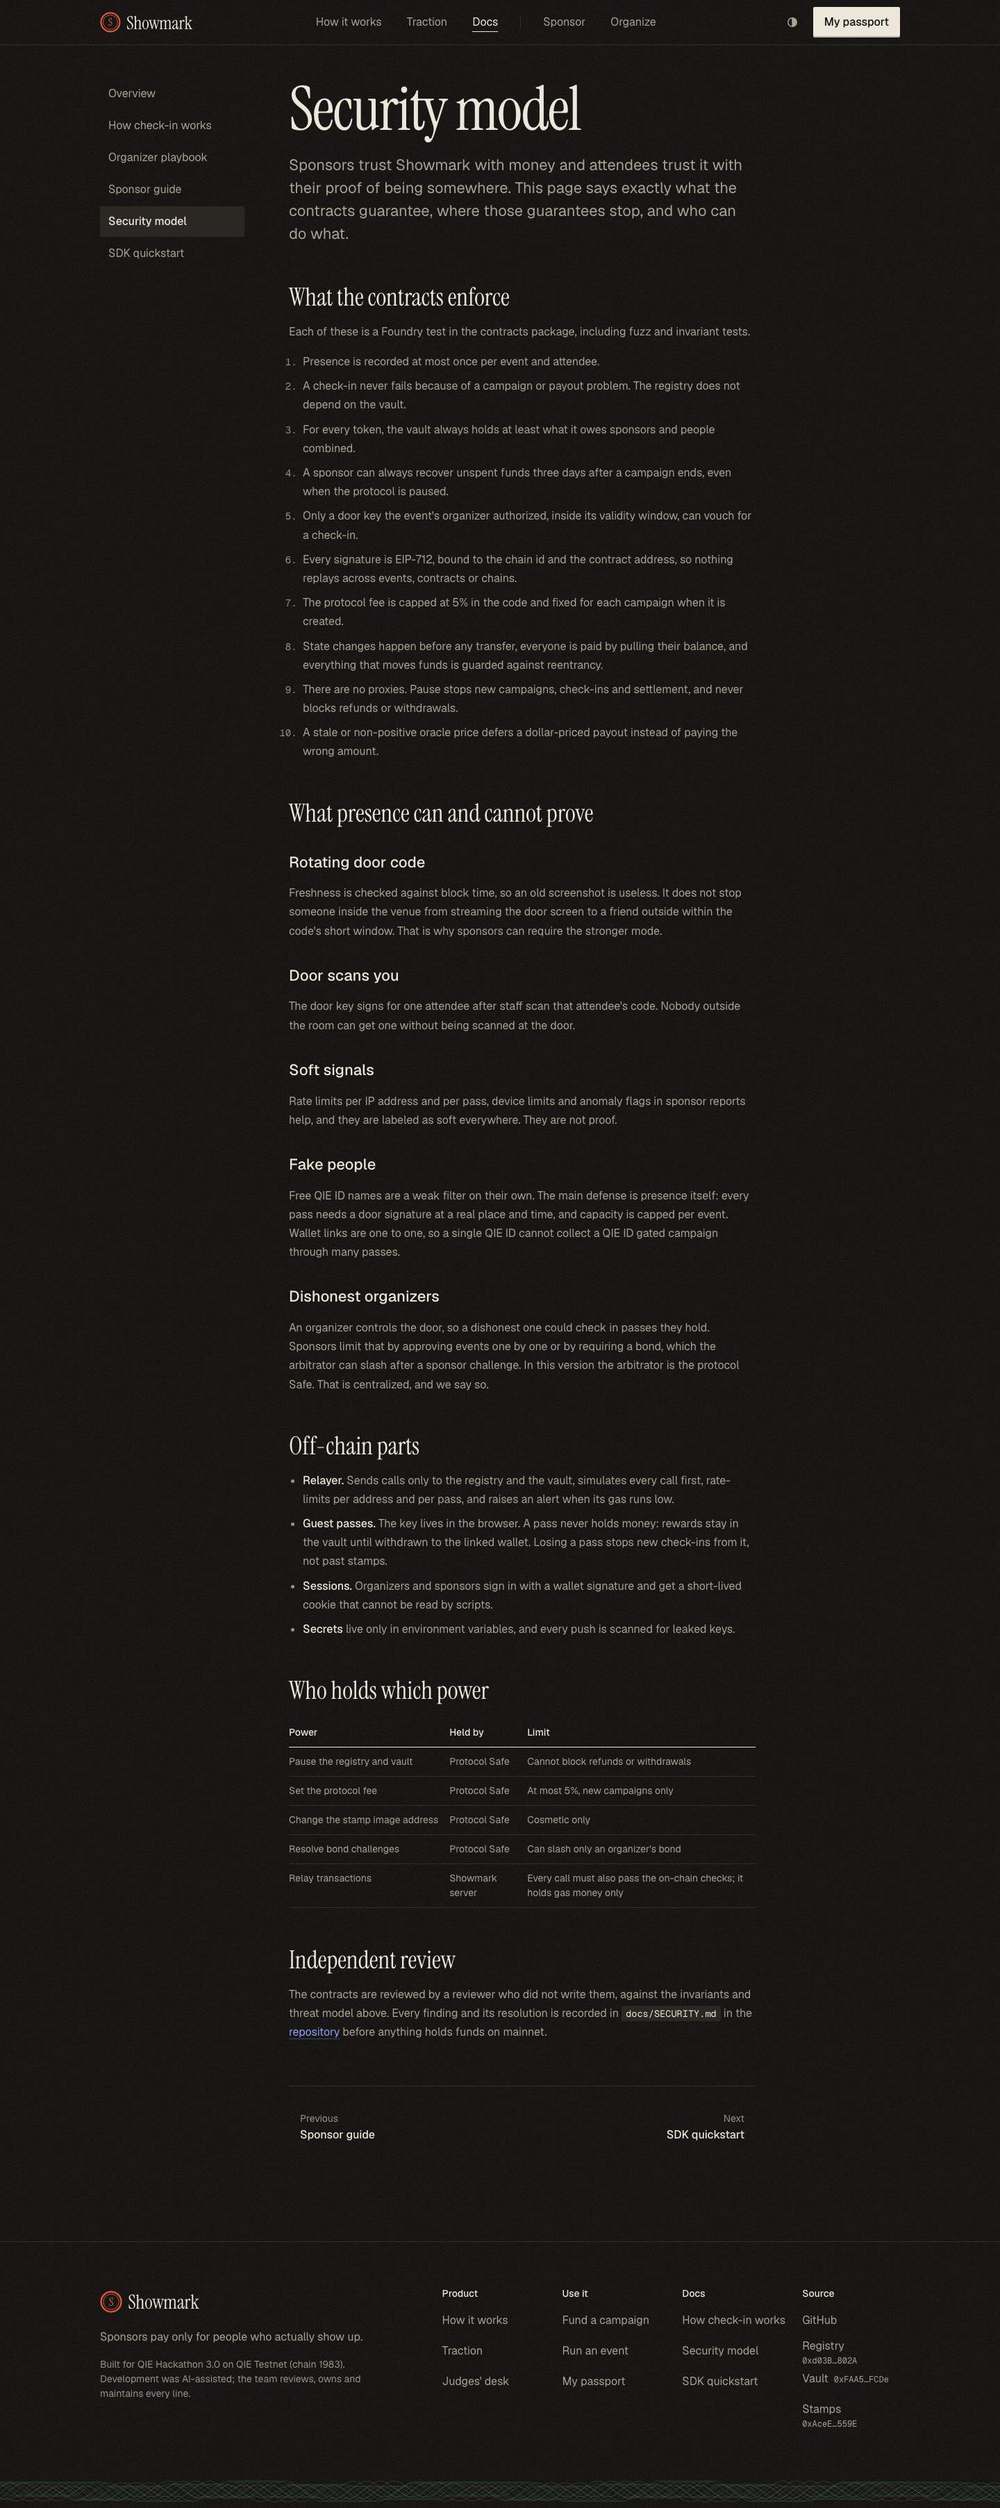 Showmark
How it works
Traction
Docs
Sponsor
Organize
My passport
Overview
How check-in works
Organizer playbook
Sponsor guide
Security model
SDK quickstart
Security model
Sponsors trust Showmark with money and attendees trust it with
their proof of being somewhere. This page says exactly what the
contracts guarantee, where those guarantees stop, and who can
do what.
What the contracts enforce
Each of these is a Foundry test in the contracts package, including fuzz and invariant tests.
1. Presence is recorded at most once per event and attendee.
2. A check-in never fails because of a campaign or payout problem. The registry does not
depend on the vault.
3. For every token, the vault always holds at least what it owes sponsors and people
combined.
4. A sponsor can always recover unspent funds three days after a campaign ends, even
when the protocol is paused.
5. Only a door key the event's organizer authorized, inside its validity window, can vouch for
a check-in.
6. Every signature is EIP-712, bound to the chain id and the contract address, so nothing
replays across events, contracts or chains.
7. The protocol fee is capped at 5% in the code and fixed for each campaign when it is
created.
8. State changes happen before any transfer, everyone is paid by pulling their balance, and
everything that moves funds is guarded against reentrancy.
9. There are no proxies. Pause stops new campaigns, check-ins and settlement, and never
blocks refunds or withdrawals.
10. A stale or non-positive oracle price defers a dollar-priced payout instead of paying the
wrong amount.
What presence can and cannot prove
Rotating door code
Freshness is checked against block time, so an old screenshot is useless. It does not stop
someone inside the venue from streaming the door screen to a friend outside within the
code's short window. That is why sponsors can require the stronger mode.
Door scans you
The door key signs for one attendee after staff scan that attendee's code. Nobody outside
the room can get one without being scanned at the door.
Soft signals
Rate limits per IP address and per pass, device limits and anomaly flags in sponsor reports
help, and they are labeled as soft everywhere. They are not proof.
Fake people
Free QIE ID names are a weak filter on their own. The main defense is presence itself: every
pass needs a door signature at a real place and time, and capacity is capped per event.
Wallet links are one to one, so a single QIE ID cannot collect a QIE ID gated campaign
through many passes.
Dishonest organizers
An organizer controls the door, so a dishonest one could check in passes they hold.
Sponsors limit that by approving events one by one or by requiring a bond, which the
arbitrator can slash after a sponsor challenge. In this version the arbitrator is the protocol
Safe. That is centralized, and we say so.
Off-chain parts
• Relayer. Sends calls only to the registry and the vault, simulates every call first, rate-
limits per address and per pass, and raises an alert when its gas runs low.
• Guest passes. The key lives in the browser. A pass never holds money: rewards stay in
the vault until withdrawn to the linked wallet. Losing a pass stops new check-ins from it,
not past stamps.
• Sessions. Organizers and sponsors sign in with a wallet signature and get a short-lived
cookie that cannot be read by scripts.
• Secrets live only in environment variables, and every push is scanned for leaked keys.
Who holds which power
Power Held by Limit
Pause the registry and vault Protocol Safe Cannot block refunds or withdrawals
Set the protocol fee Protocol Safe At most 5%, new campaigns only
Change the stamp image address Protocol Safe Cosmetic only
Resolve bond challenges Protocol Safe Can slash only an organizer's bond
Relay transactions Showmark server Every call must also pass the on-chain checks; it
holds gas money only
Independent review
The contracts are reviewed by a reviewer who did not write them, against the invariants and
threat model above. Every finding and its resolution is recorded in docs/SECURITY.md in the
repository before anything holds funds on mainnet.
Previous
Sponsor guide
Next
SDK quickstart
Showmark
Sponsors pay only for people who actually show up.
Built for QIE Hackathon 3.0 on QIE Testnet (chain 1983).
Development was AI-assisted; the team reviews, owns and
maintains every line.
Product
How it works
Traction
Judges' desk
Use it
Fund a campaign
Run an event
My passport
Docs
How check-in works
Security model
SDK quickstart
Source
GitHub
Registry
0xd03B…802A
Vault 0xFAA5…FCDe
Stamps
0xAceE…559E